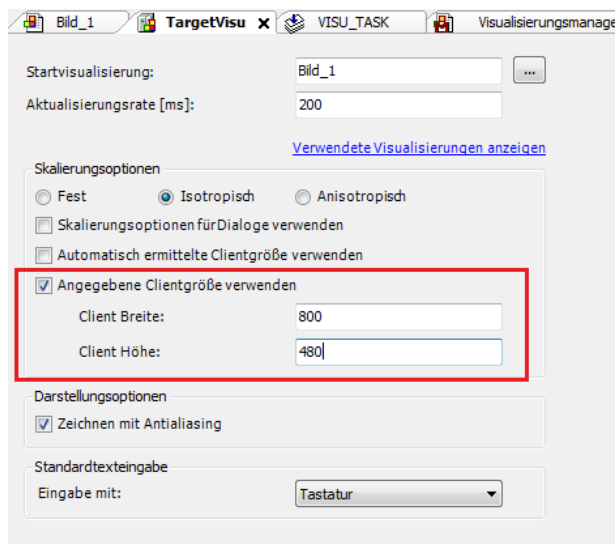 Bild_1 TargetVisu x VISU_TASK Visualisierungsmanage
Startvisualisierung: Bild_1 ...
Aktualisierungsrate [ms]: 200
Verwendete Visualisierungen anzeigen
Skalierungsoptionen
Fest Isotropisch Anisotropisch
Skalierungsoptionen für Dialoge verwenden
Automatisch ermittelte Clientgröße verwenden
Angegebene Clientgröße verwenden
Client Breite: 800
Client Höhe: 480
Darstellungsoptionen
Zeichnen mit Antialiasing
Standardtexteingabe
Eingabe mit: Tastatur